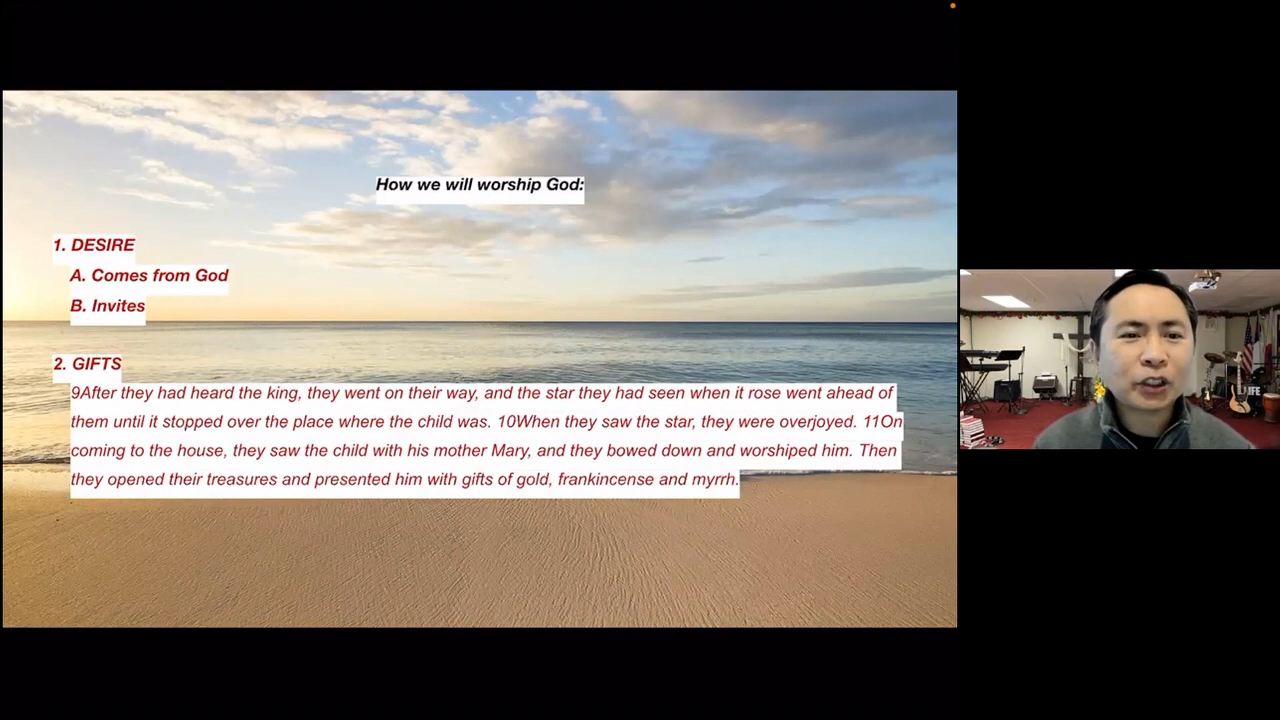 How we will worship God:
1. DESIRE
A. Comes from God
B. Invites
2. GIFTS
9After they had heard the king, they went on their way, and the star they had seen when it rose went ahead of
them until it stopped over the place where the child was. 10When they saw the star, they were overjoyed. 11On
coming to the house, they saw the child with his mother Mary, and they bowed down and worshiped him. Then
they opened their treasures and presented him with gifts of gold, frankincense and myrrh.
LIFE